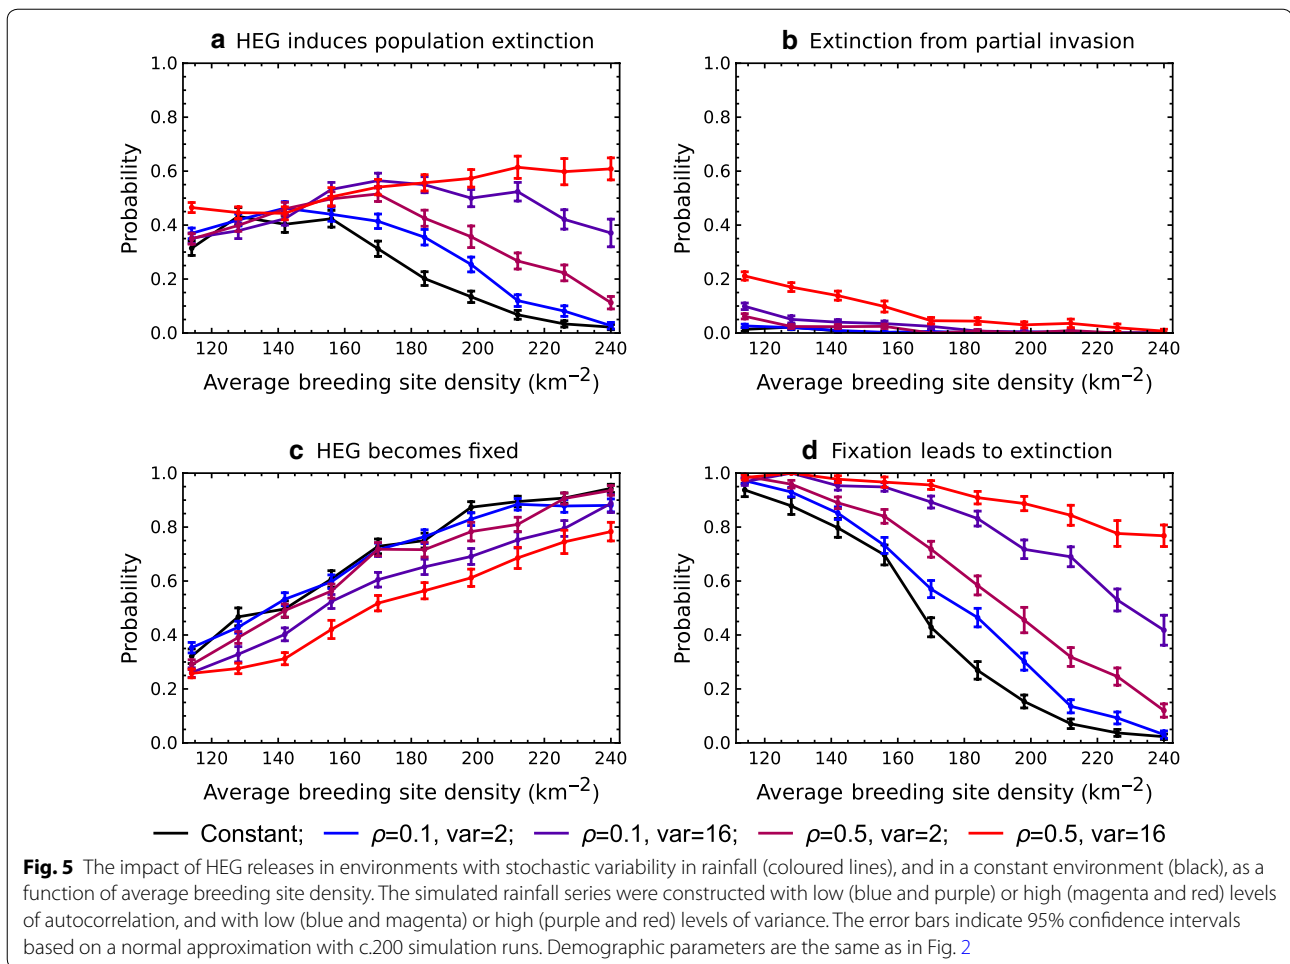 a HEG induces population extinction
1.0
0.8
0.6
0.4
0.2
0.0
Probability
120 140 160 180 200 220 240
Average breeding site density (km−2)
b Extinction from partial invasion
1.0
0.8
0.6
0.4
0.2
0.0
Probability
120 140 160 180 200 220 240
Average breeding site density (km−2)
c HEG becomes fixed
1.0
0.8
0.6
0.4
0.2
0.0
Probability
120 140 160 180 200 220 240
Average breeding site density (km−2)
d Fixation leads to extinction
1.0
0.8
0.6
0.4
0.2
0.0
Probability
120 140 160 180 200 220 240
Average breeding site density (km−2)
Constant; ρ=0.1, var=2; ρ=0.1, var=16; ρ=0.5, var=2; ρ=0.5, var=16
Fig. 5 The impact of HEG releases in environments with stochastic variability in rainfall (coloured lines), and in a constant environment (black), as a
function of average breeding site density. The simulated rainfall series were constructed with low (blue and purple) or high (magenta and red) levels
of autocorrelation, and with low (blue and magenta) or high (purple and red) levels of variance. The error bars indicate 95% confidence intervals
based on a normal approximation with c.200 simulation runs. Demographic parameters are the same as in Fig. 2